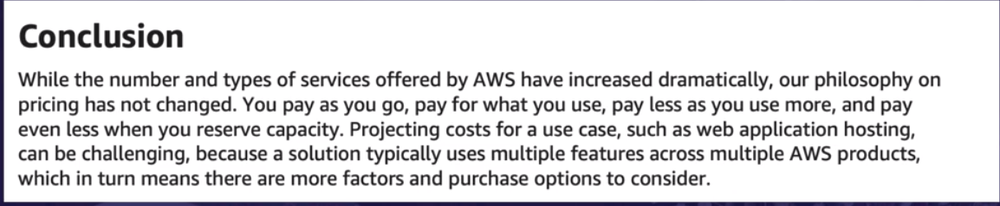 Conclusion
While the number and types of services offered by AWS have increased dramatically, our philosophy on
pricing has not changed. You pay as you go, pay for what you use, pay less as you use more, and pay
even less when you reserve capacity. Projecting costs for a use case, such as web application hosting,
can be challenging, because a solution typically uses multiple features across multiple AWS products,
which in turn means there are more factors and purchase options to consider.